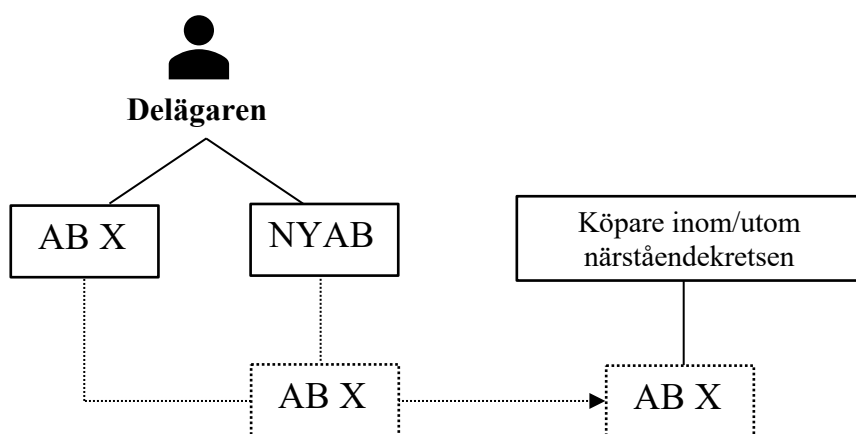 Delägaren
AB X
NYAB
Köpare inom/utom
närståendekretsen
AB X
AB X